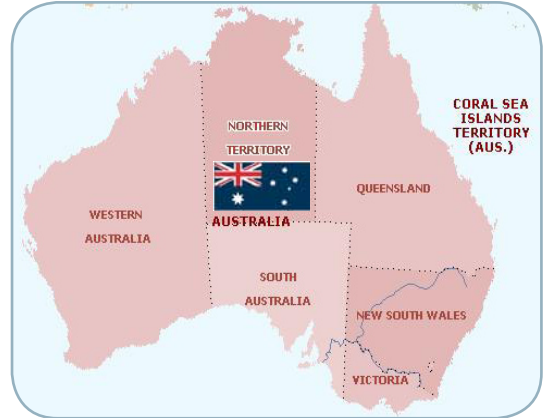 CORAL SEA
ISLANDS
TERRITORY
(AUS.)
NORTHERN
TERRITORY
QUEENSLAND
WESTERN
AUSTRALIA
AUSTRALIA
SOUTH
AUSTRALIA
NEW SOUTH WALES
VICTORIA